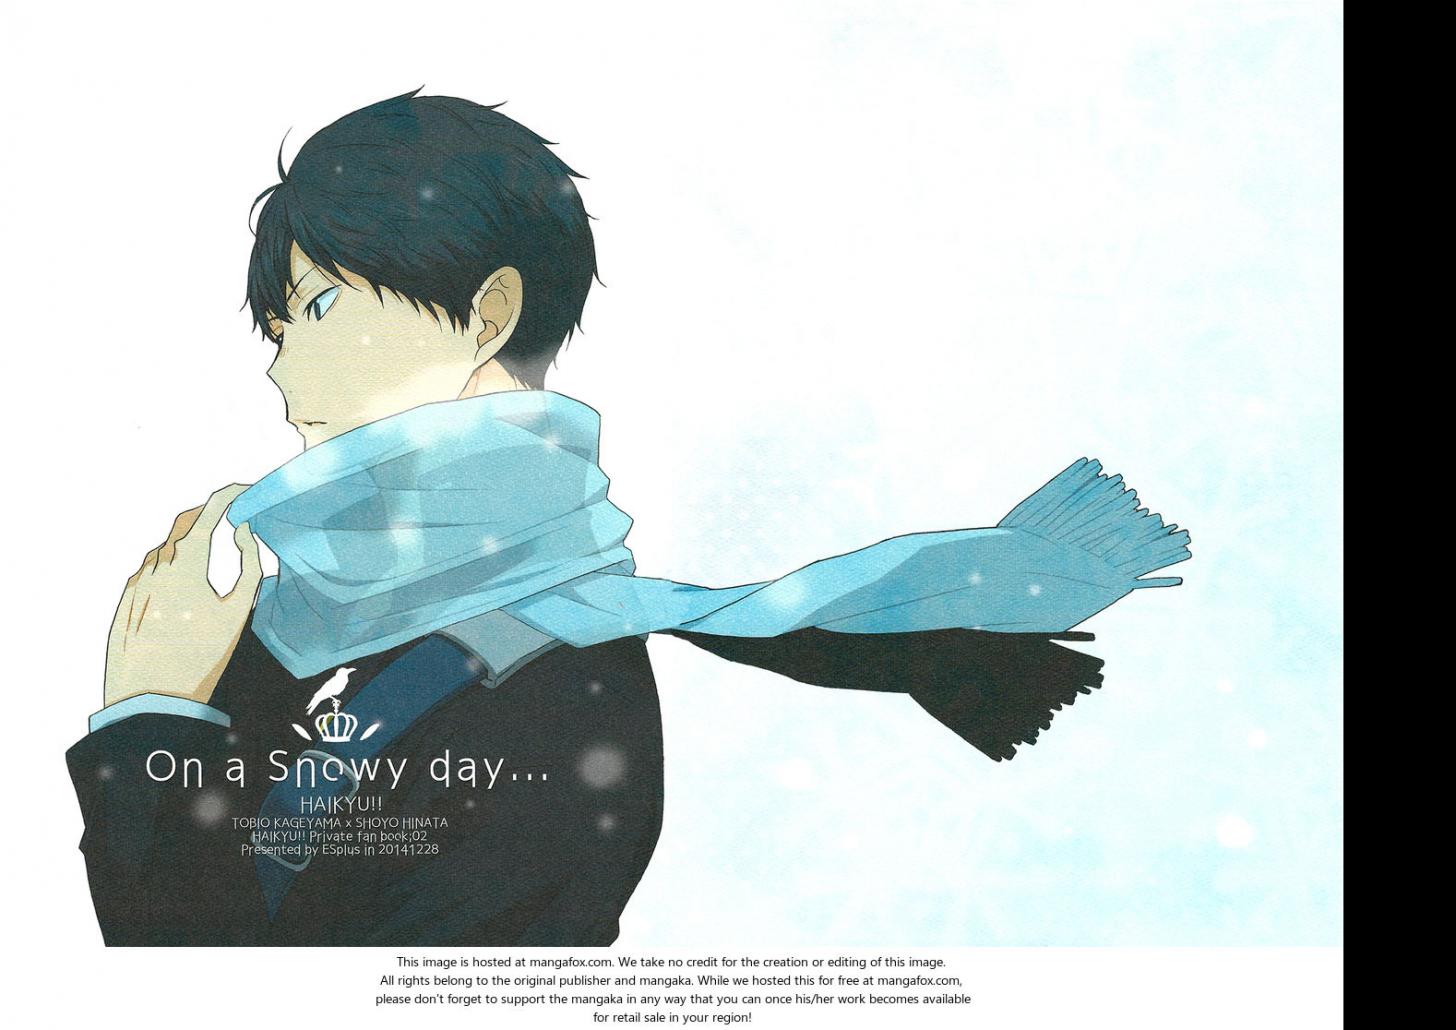 On a Snowy day...
HAIKYU!!
TOBIO KAGEYAMA x SHOYO HINATA
HAIKYU!! Private fan book;02
Presented by ESplus in 20141228
This image is hosted at mangafox.com. We take no credit for the creation or editing of this image.
All rights belong to the original publisher and mangaka. While we hosted this for free at mangafox.com,
please don't forget to support the mangaka in any way that you can once his/her work becomes available
for retail sale in your region!